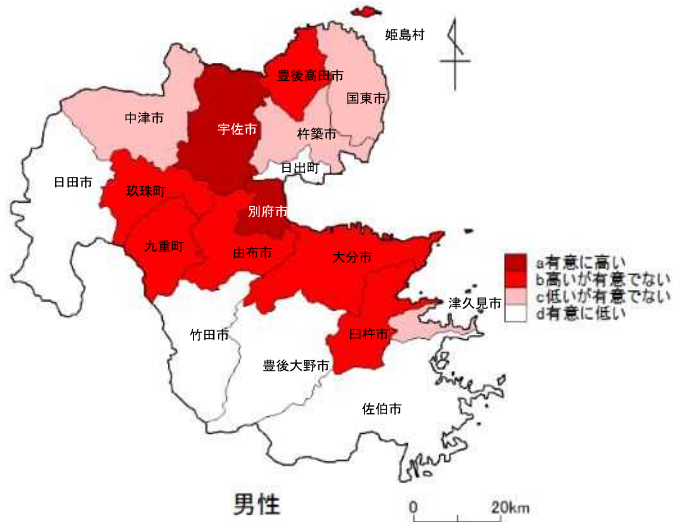 姫島村
豊後高田市
国東市
中津市
宇佐市
杵築市
日出町
日田市
玖珠町
別府市
九重町
由布市
大分市
津久見市
臼杵市
竹田市
豊後大野市
佐伯市
a有意に高い
b高いが有意でない
c低いが有意でない
d有意に低い
男性
0 20km